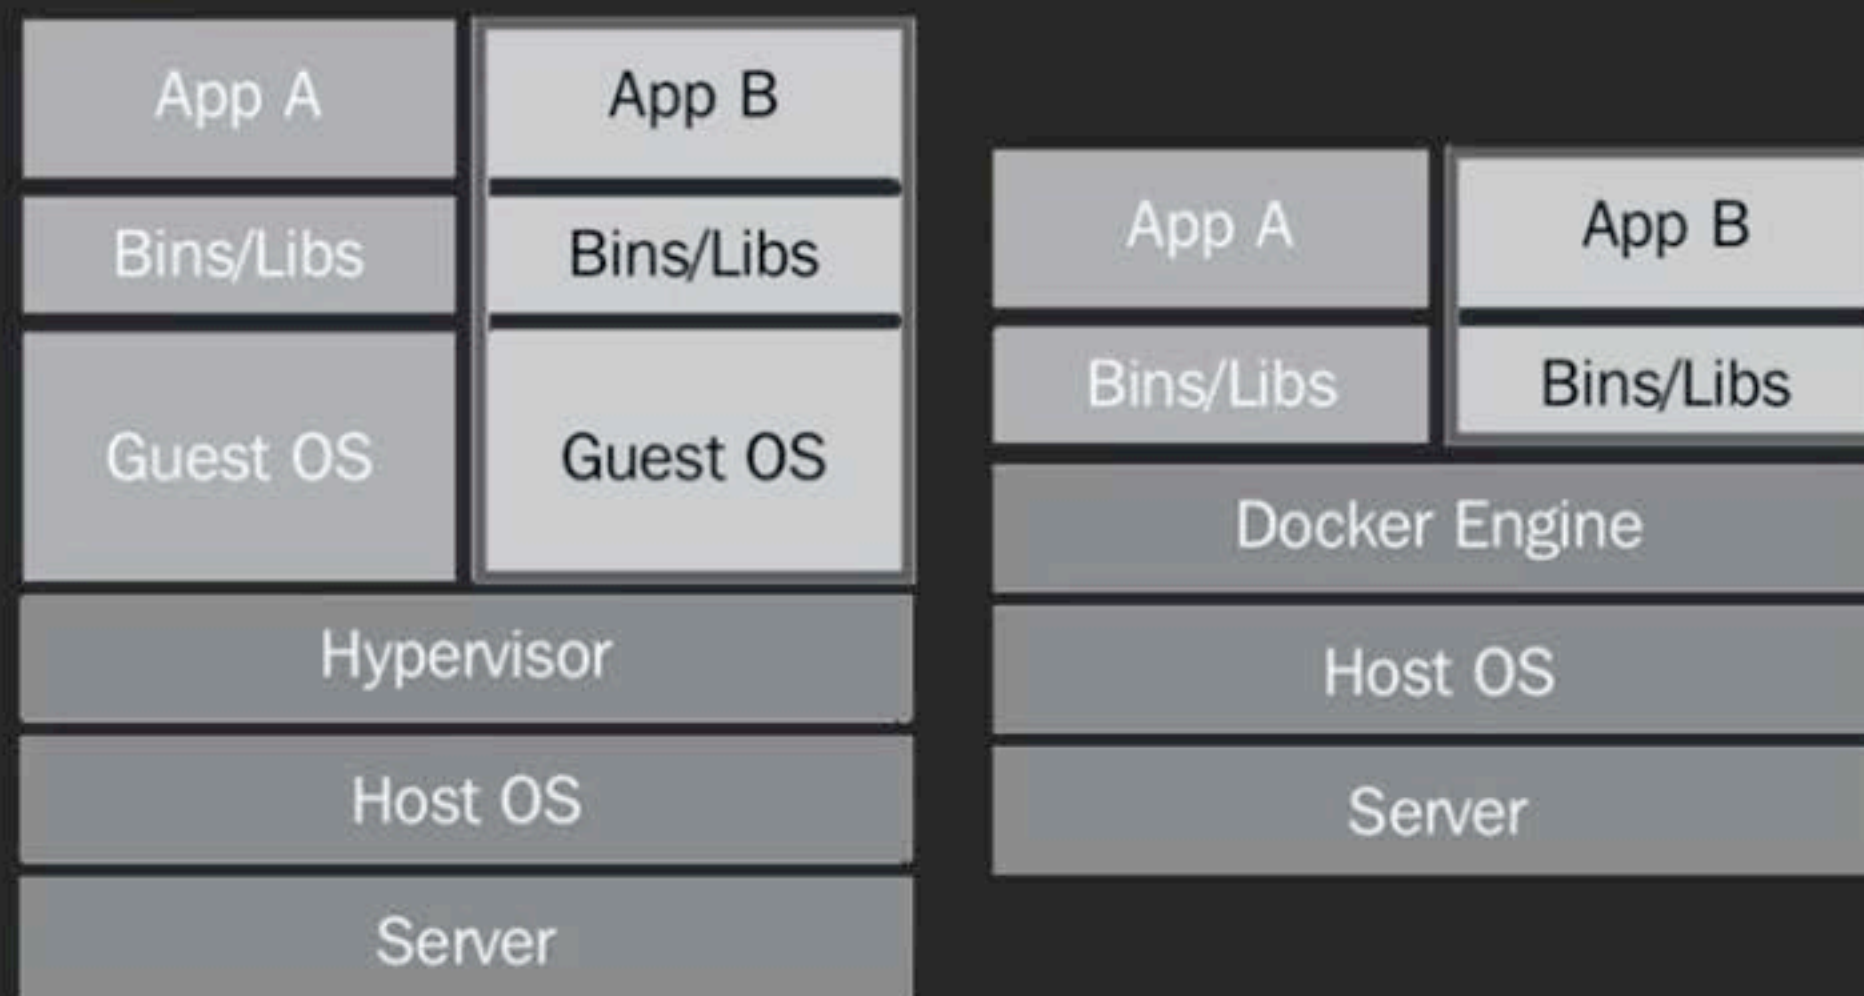 App A
App B
Bins/Libs
Bins/Libs
Guest OS
Guest OS
Hypervisor
Host OS
Server
App A
App B
Bins/Libs
Bins/Libs
Docker Engine
Host OS
Server